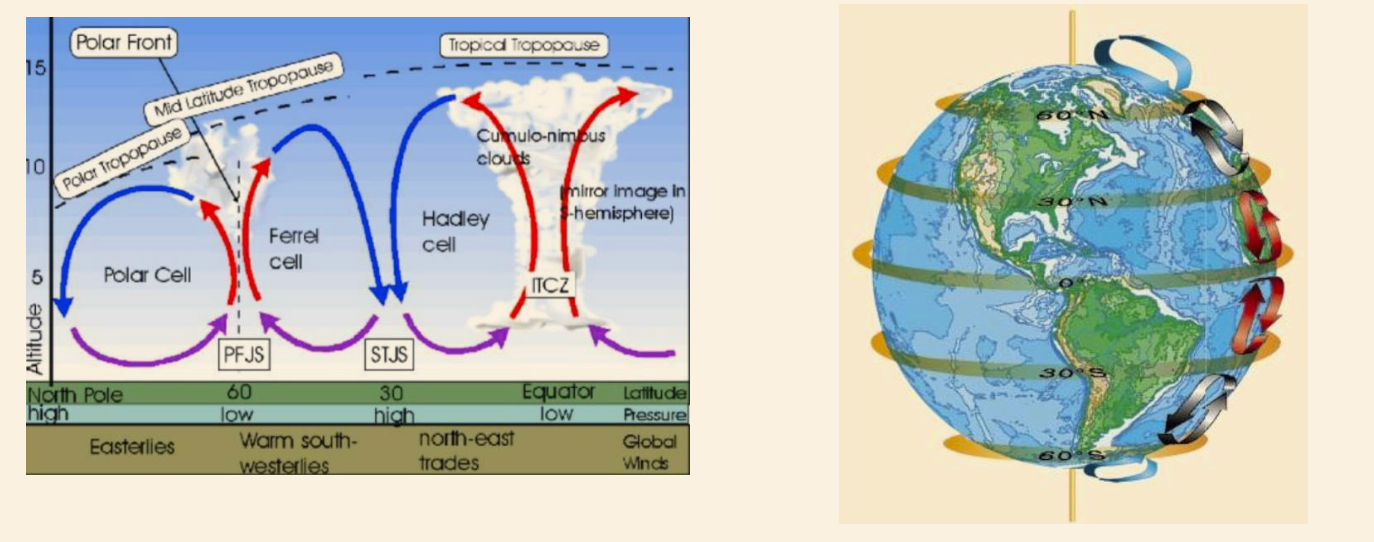 Polar Front
Tropical Tropopause
15
Mid Latitude Tropopause
Polar Tropopause
10
Cumulo-nimbus
clouds
(mirror image in
S-hemisphere)
Hadley
cell
Ferrel
cell
Polar Cell
5
ITCZ
Altitude
PFJS
STJS
North Pole 60 30 Equator Latitude
high low high low Pressure
Easterlies
Warm south-
westerlies
north-east
trades
Global
Winds
60°N
30°N
0°
30°S
60°S